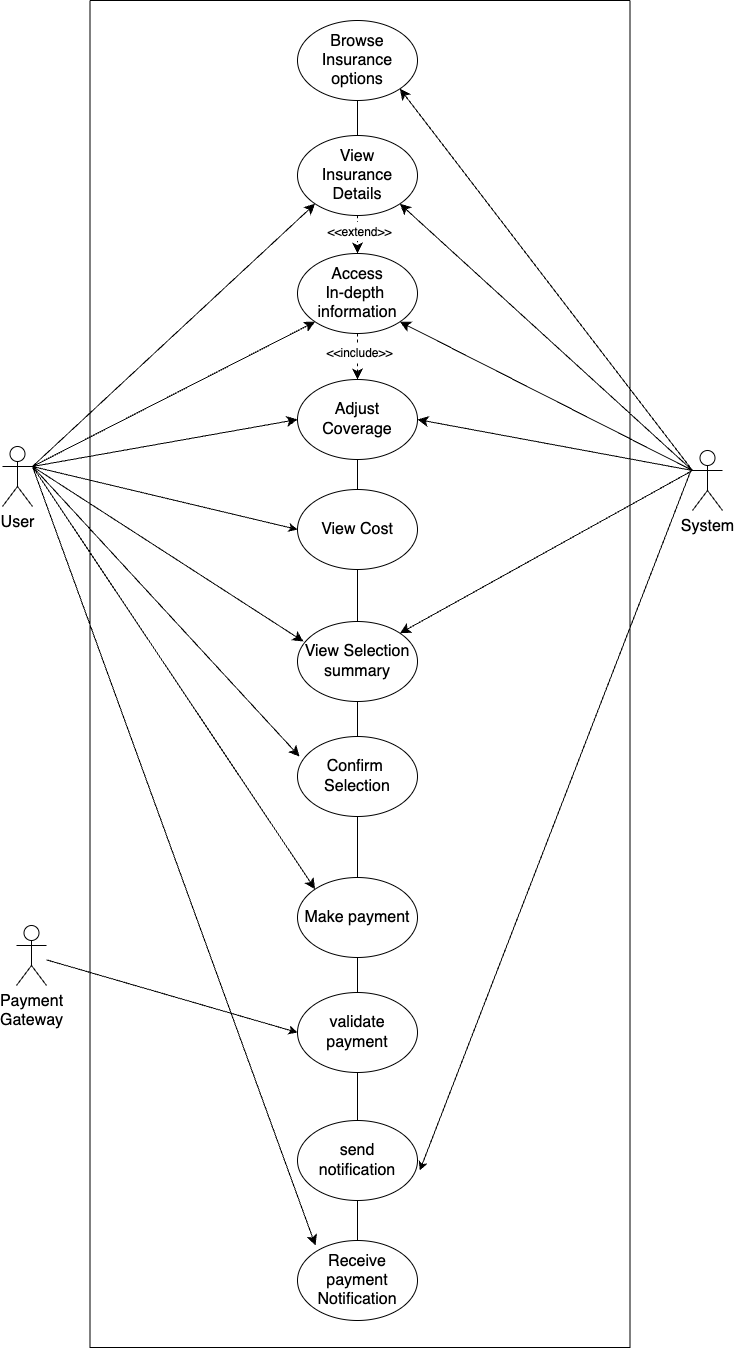 Browse
Insurance
options
View
Insurance
Details
<<extend>>
Access
In-depth
information
<<include>>
Adjust
Coverage
User
System
View Cost
View Selection
summary
Confirm
Selection
Make payment
Payment
Gateway
validate
payment
send
notification
Receive
payment
Notification